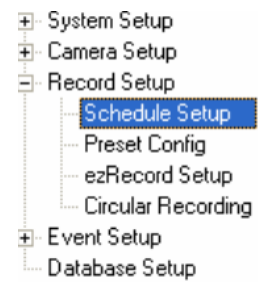 System Setup
Camera Setup
Record Setup
Schedule Setup
Preset Config
ezRecord Setup
Circular Recording
Event Setup
Database Setup